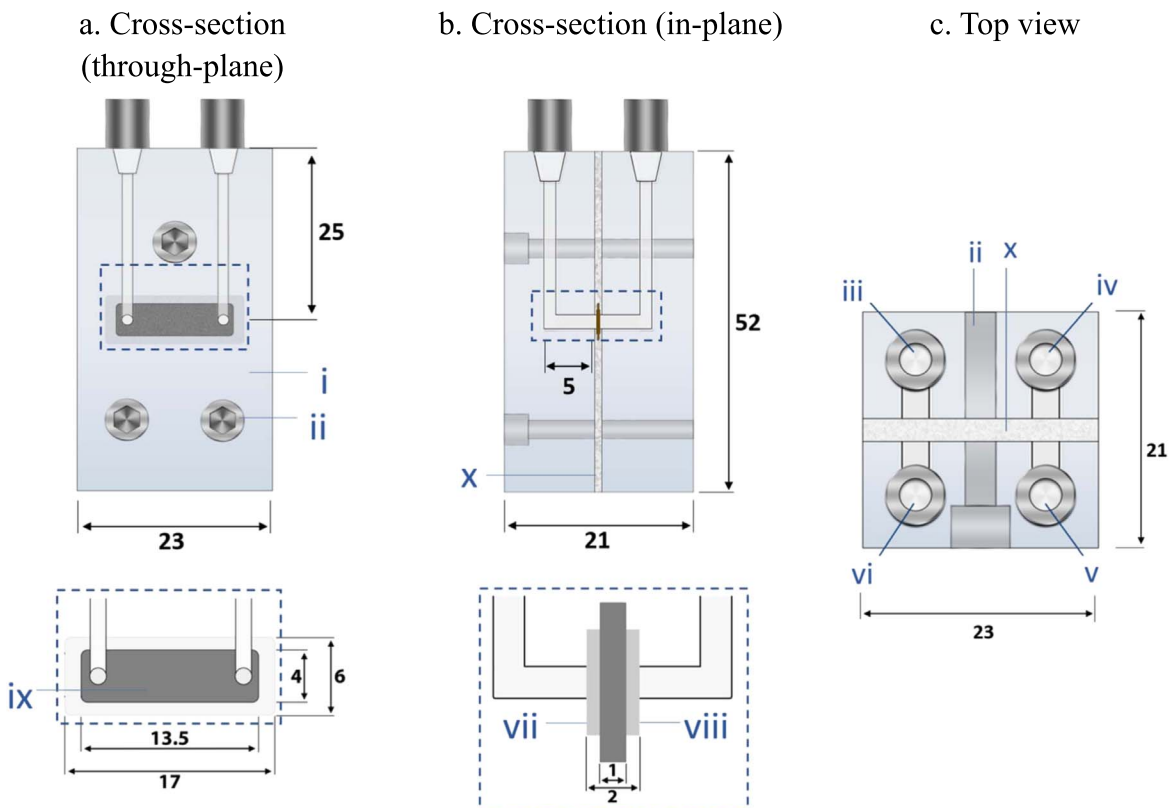 a. Cross-section
(through-plane)
b. Cross-section (in-plane)
c. Top view
25
i
ii
23
52
5
x
21
ii
x
iii
iv
21
vi
v
23
ix
4
6
13.5
17
vii
viii
1
2